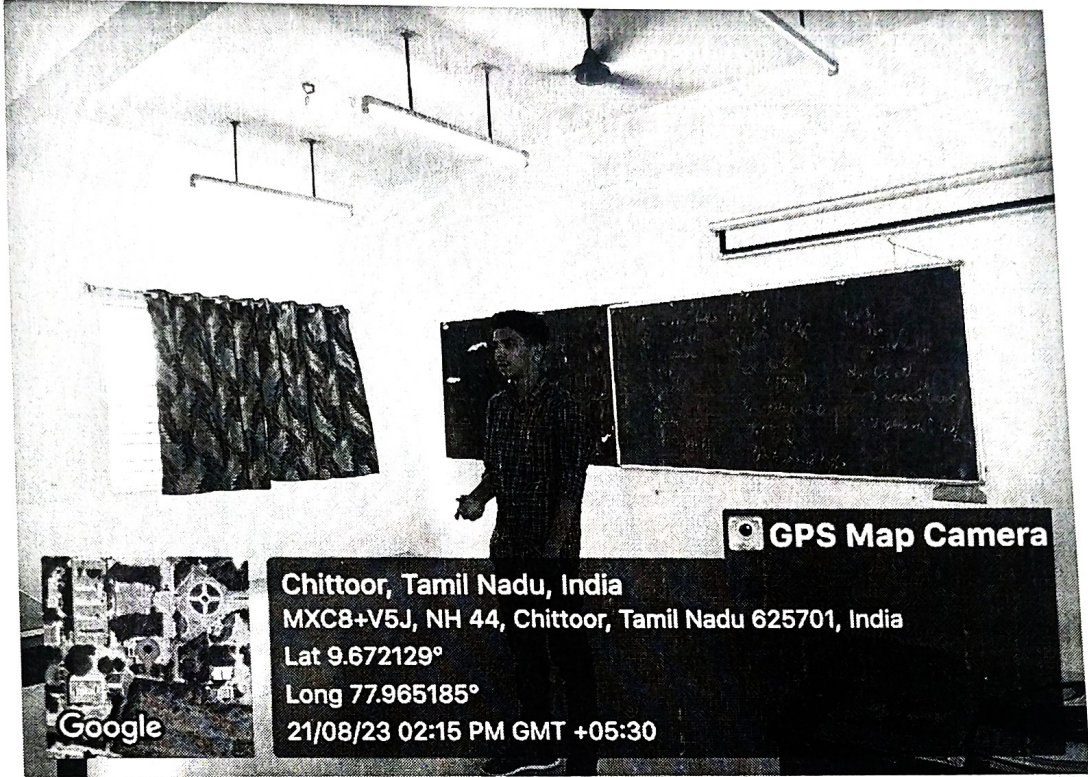 GPS Map Camera
Chittoor, Tamil Nadu, India
MXC8+V5J, NH 44, Chittoor, Tamil Nadu 625701, India
Lat 9.672129°
Long 77.965185°
21/08/23 02:15 PM GMT +05:30
Google